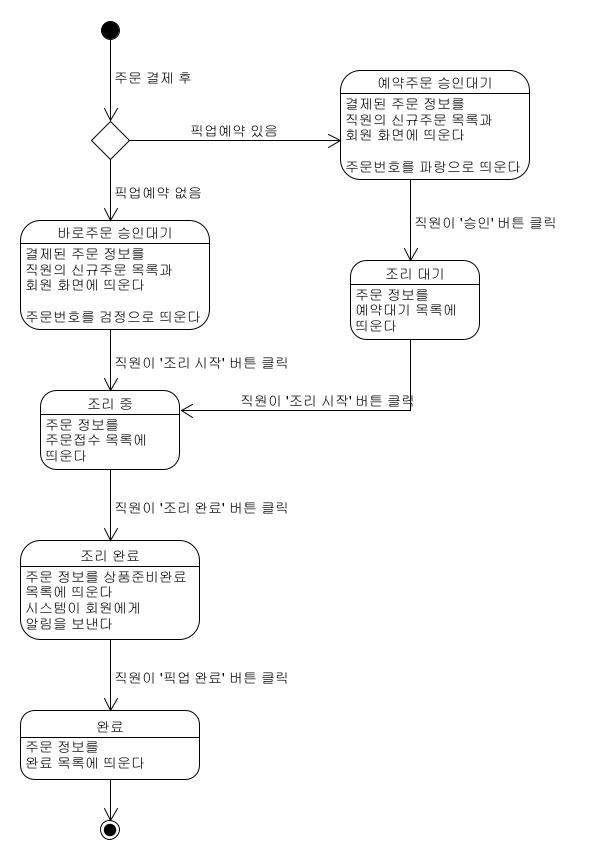 주문 결제 후
예약주문 승인대기
결제된 주문 정보를
직원의 신규주문 목록과
회원 화면에 띄운다
주문번호를 파랑으로 띄운다
픽업예약 있음
픽업예약 없음
직원이 '승인' 버튼 클릭
바로주문 승인대기
결제된 주문 정보를
직원의 신규주문 목록과
회원 화면에 띄운다
주문번호를 검정으로 띄운다
조리 대기
주문 정보를
예약대기 목록에
띄운다
직원이 '조리 시작' 버튼 클릭
직원이 '조리 시작' 버튼 클릭
조리 중
주문 정보를
주문접수 목록에
띄운다
직원이 '조리 완료' 버튼 클릭
조리 완료
주문 정보를 상품준비완료
목록에 띄운다
시스템이 회원에게
알림을 보낸다
직원이 '픽업 완료' 버튼 클릭
완료
주문 정보를
완료 목록에 띄운다